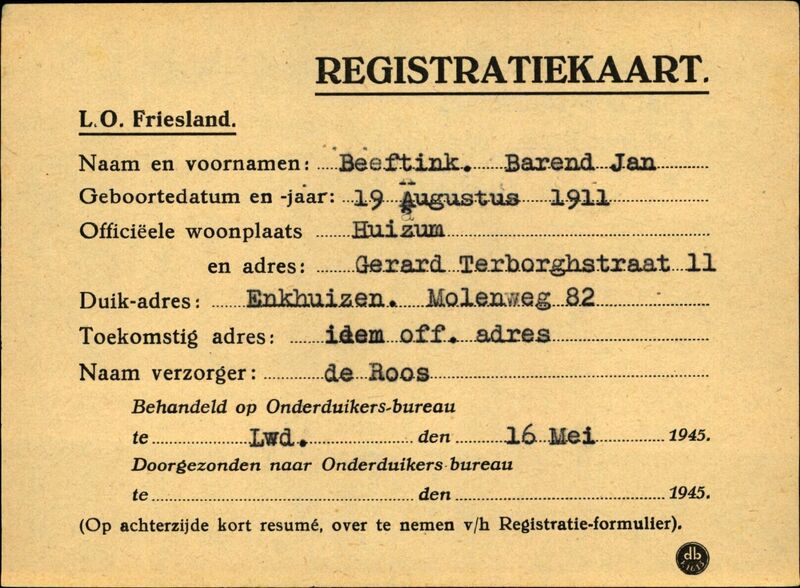 REGISTRATIEKAART.
L.O. Friesland.
Naam en voornamen: Beeftink. Barend Jan
Geboortedatum en -jaar: 19 Augustus 1911
Officiëele woonplaats Huizum
en adres: Gerard Terborghstraat 11
Duik-adres: Enkhuizen. Molenweg 82
Toekomstig adres: idem off. adres
Naam verzorger: de Roos
Behandeld op Onderduikers-bureau
te Lwd. den 16 Mei 1945.
Doorgezonden naar Onderduikers bureau
te den 1945.
(Op achterzijde kort resumé, over te nemen v/h Registratie-formulier).
db